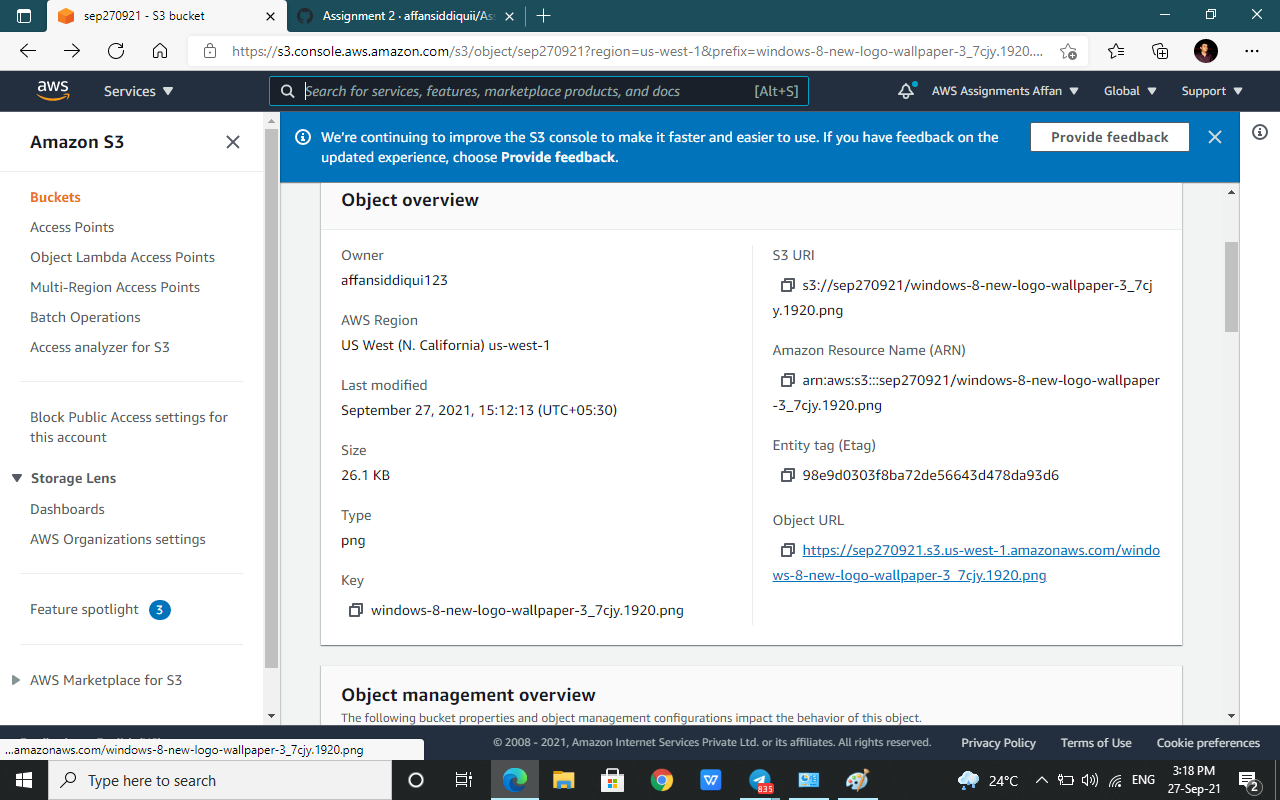 sep270921 - S3 bucket
Assignment 2 · affansiddiquii/Ass
https://s3.console.aws.amazon.com/s3/object/sep270921?region=us-west-1&prefix=windows-8-new-logo-wallpaper-3_7cjy.1920....
aws
Services
Search for services, features, marketplace products, and docs
[Alt+S]
AWS Assignments Affan
Global
Support
Amazon S3
Buckets
Access Points
Object Lambda Access Points
Multi-Region Access Points
Batch Operations
Access analyzer for S3
Block Public Access settings for
this account
Storage Lens
Dashboards
AWS Organizations settings
Feature spotlight 3
AWS Marketplace for S3
We're continuing to improve the S3 console to make it faster and easier to use. If you have feedback on the
updated experience, choose Provide feedback.
Provide feedback
Object overview
Owner
affansiddiqui123
AWS Region
US West (N. California) us-west-1
Last modified
September 27, 2021, 15:12:13 (UTC+05:30)
Size
26.1 KB
Type
png
Key
windows-8-new-logo-wallpaper-3_7cjy.1920.png
S3 URI
s3://sep270921/windows-8-new-logo-wallpaper-3_7cj
y.1920.png
Amazon Resource Name (ARN)
arn:aws:s3:::sep270921/windows-8-new-logo-wallpaper
-3_7cjy.1920.png
Entity tag (Etag)
98e9d0303f8ba72de56643d478da93d6
Object URL
https://sep270921.s3.us-west-1.amazonaws.com/windo
ws-8-new-logo-wallpaper-3_7cjy.1920.png
Object management overview
The following bucket properties and object management configurations impact the behavior of this object.
...amazonaws.com/windows-8-new-logo-wallpaper-3_7cjy.1920.png
© 2008 - 2021, Amazon Internet Services Private Ltd. or its affiliates. All rights reserved.
Privacy Policy
Terms of Use
Cookie preferences
Type here to search
835
24°C
ENG
3:18 PM
27-Sep-21
2